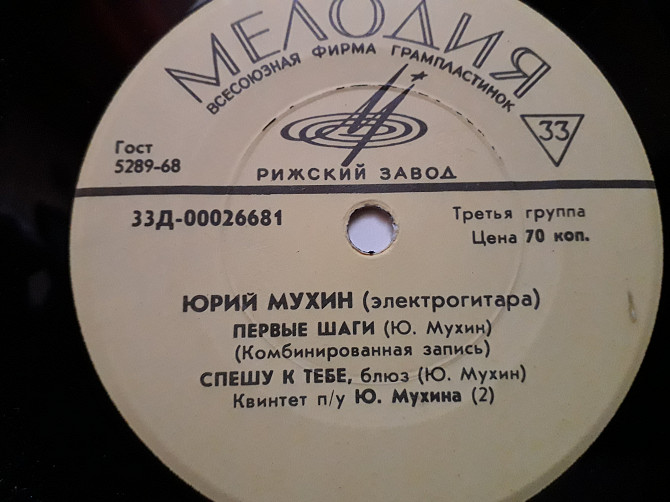 МЕЛОДИЯ
ВСЕСОЮЗНАЯ ФИРМА ГРАМПЛАСТИНОК
33
Гост
5289-68
РИЖСКИЙ ЗАВОД
33Д-00026681
Третья группа
Цена 70 коп.
ЮРИЙ МУХИН (электрогитара)
ПЕРВЫЕ ШАГИ (Ю. Мухин)
(Комбинированная запись)
СПЕШУ К ТЕБЕ, блюз (Ю. Мухин)
Квинтет п/у Ю. Мухина (2)